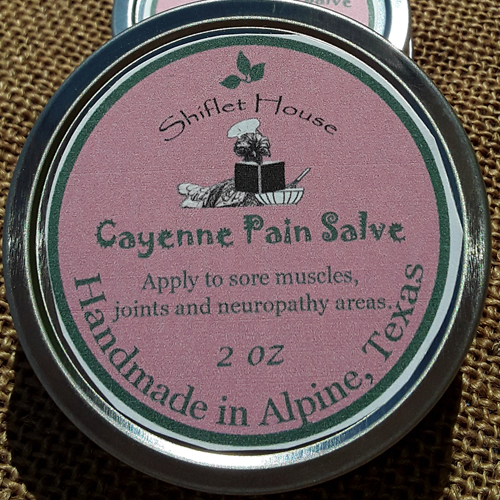 Salve
Shiflet House
Cayenne Pain Salve
Apply to sore muscles,
joints and neuropathy areas.
2 oz
Handmade in Alpine, Texas